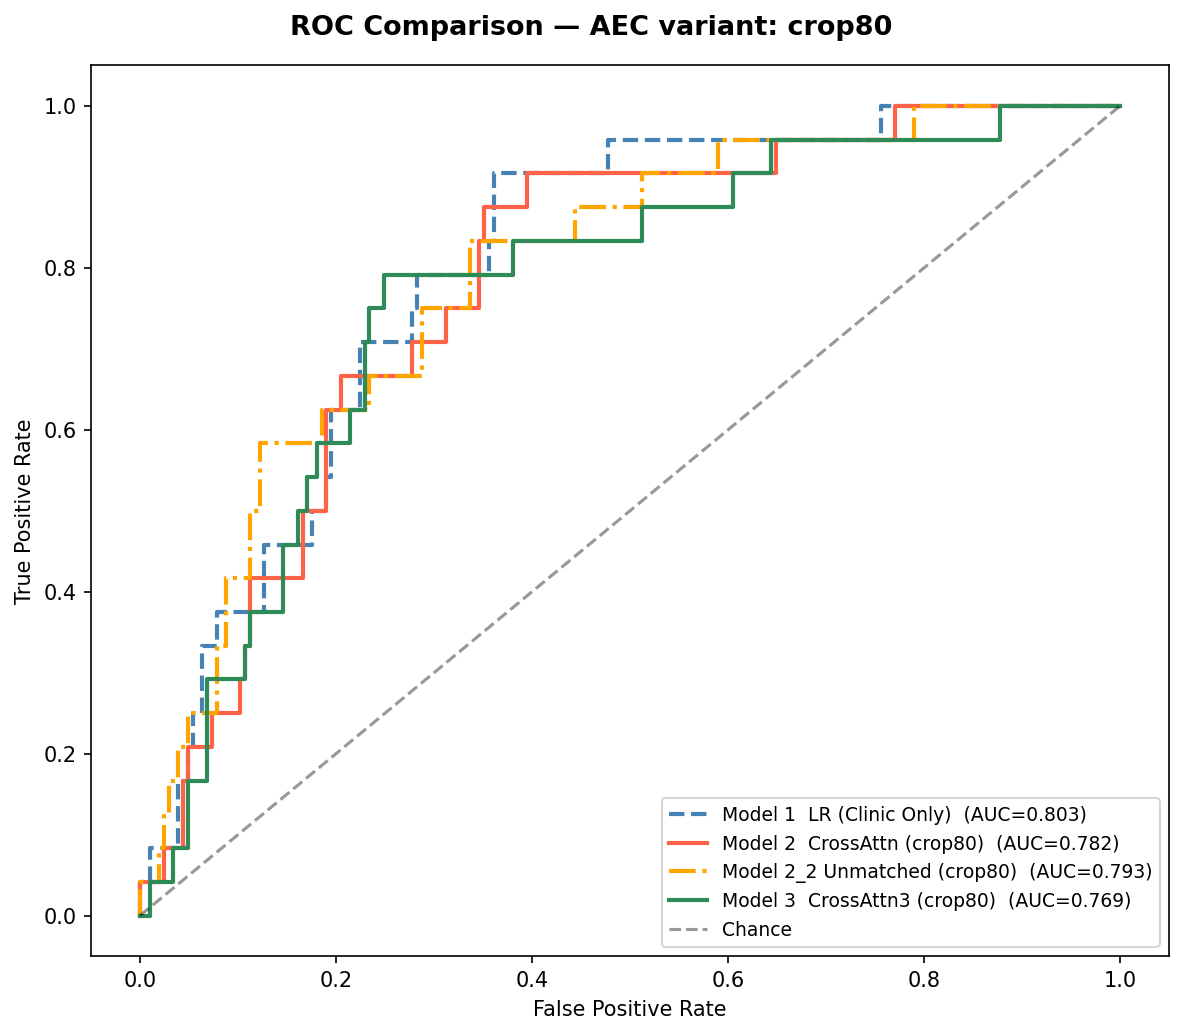 ROC Comparison — AEC variant: crop80
True Positive Rate
1.0
0.8
0.6
0.4
0.2
0.0
Model 1  LR (Clinic Only)  (AUC=0.803)
Model 2  CrossAttn (crop80)  (AUC=0.782)
Model 2_2 Unmatched (crop80)  (AUC=0.793)
Model 3  CrossAttn3 (crop80)  (AUC=0.769)
Chance
0.0 0.2 0.4 0.6 0.8 1.0
False Positive Rate